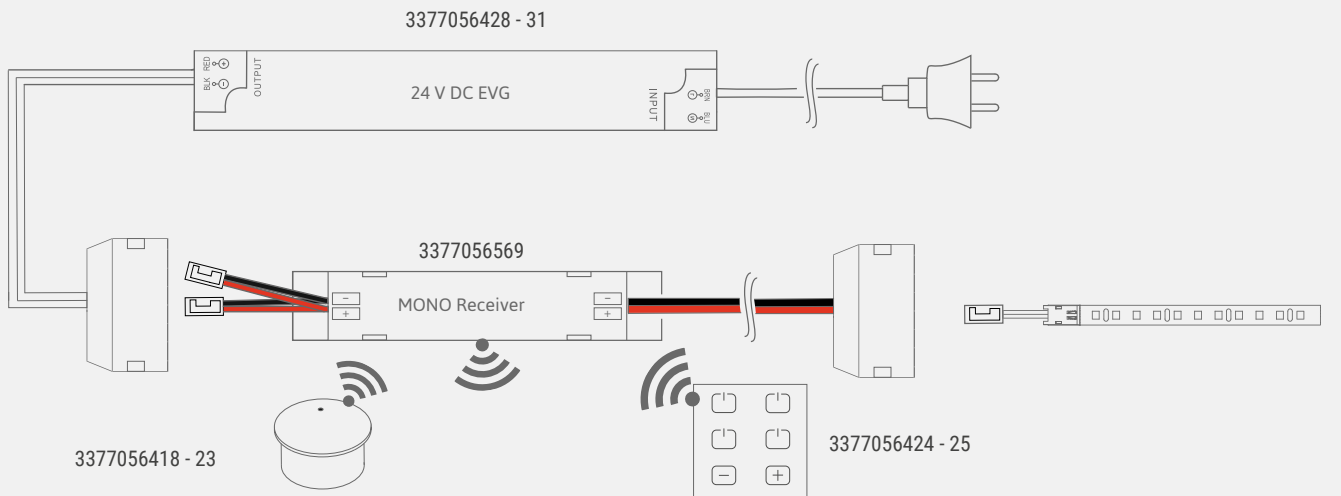 3377056428 - 31
RED +
BLK −
OUTPUT
24 V DC EVG
INPUT
BRN
N BLU
3377056569
−
+
MONO Receiver
−
+
3377056418 - 23
3377056424 - 25
−
+